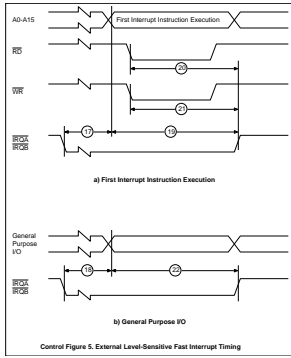 A0-A15
First Interrupt Instruction Execution
RD
20
WR
21
17
19
IRQA
IRQB
a) First Interrupt Instruction Execution
General
Purpose
I/O
18
22
IRQA
IRQB
b) General Purpose I/O
Control Figure 5. External Level-Sensitive Fast Interrupt Timing